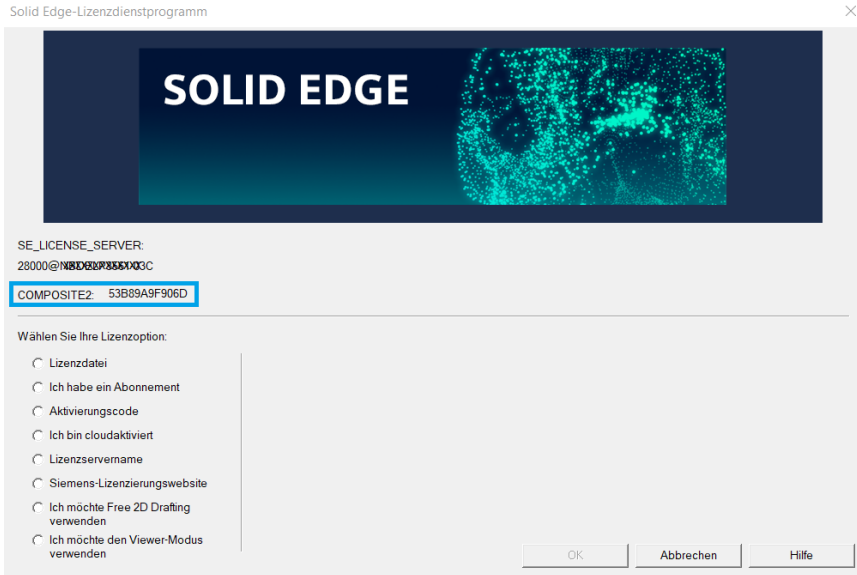 Solid Edge-Lizenzdienstprogramm
SOLID EDGE
SE_LICENSE_SERVER:
28000@
COMPOSITE2: 53B89A9F906D
Wählen Sie Ihre Lizenzoption:
Lizenzdatei
Ich habe ein Abonnement
Aktivierungscode
Ich bin cloudaktiviert
Lizenzservername
Siemens-Lizenzierungswebsite
Ich möchte Free 2D Drafting
verwenden
Ich möchte den Viewer-Modus
verwenden
OK Abbrechen Hilfe